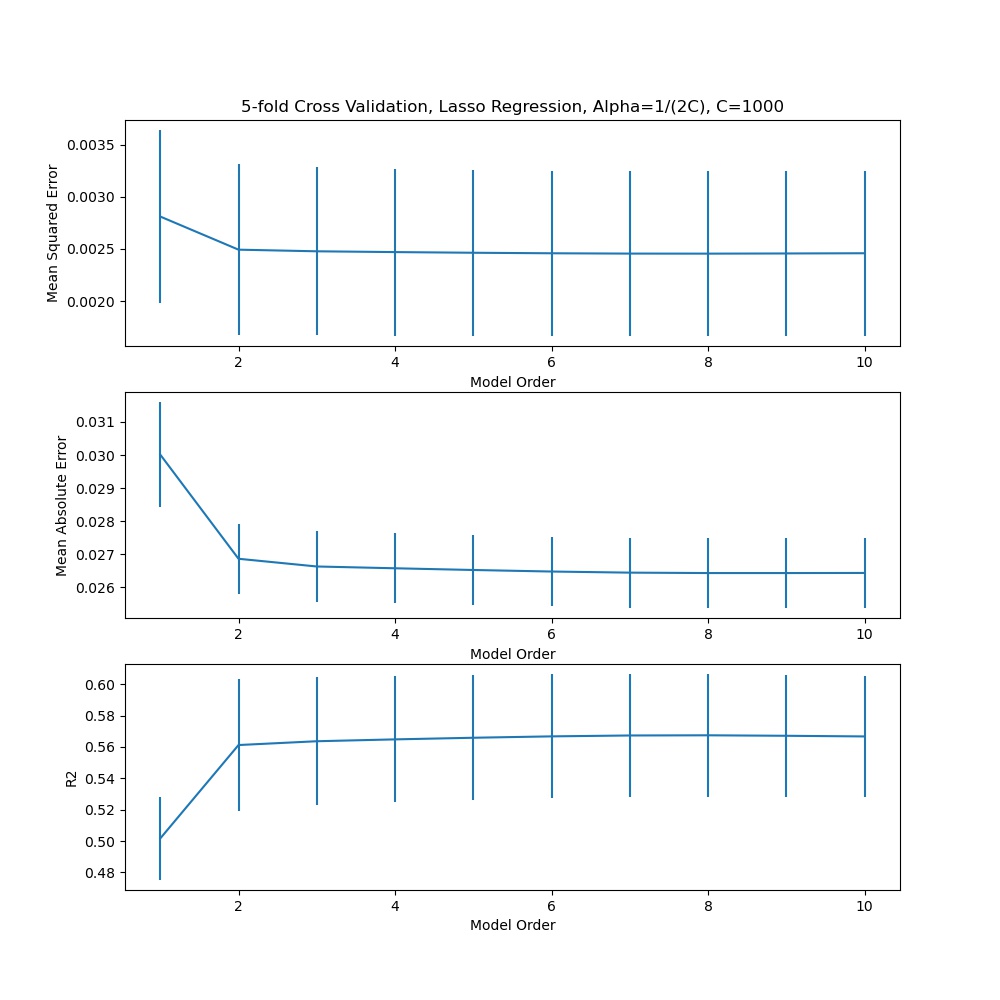 5-fold Cross Validation, Lasso Regression, Alpha=1/(2C), C=1000
Mean Squared Error
0.0035
0.0030
0.0025
0.0020
2 4 6 8 10
Model Order
Mean Absolute Error
0.031
0.030
0.029
0.028
0.027
0.026
2 4 6 8 10
Model Order
R2
0.60
0.58
0.56
0.54
0.52
0.50
0.48
2 4 6 8 10
Model Order